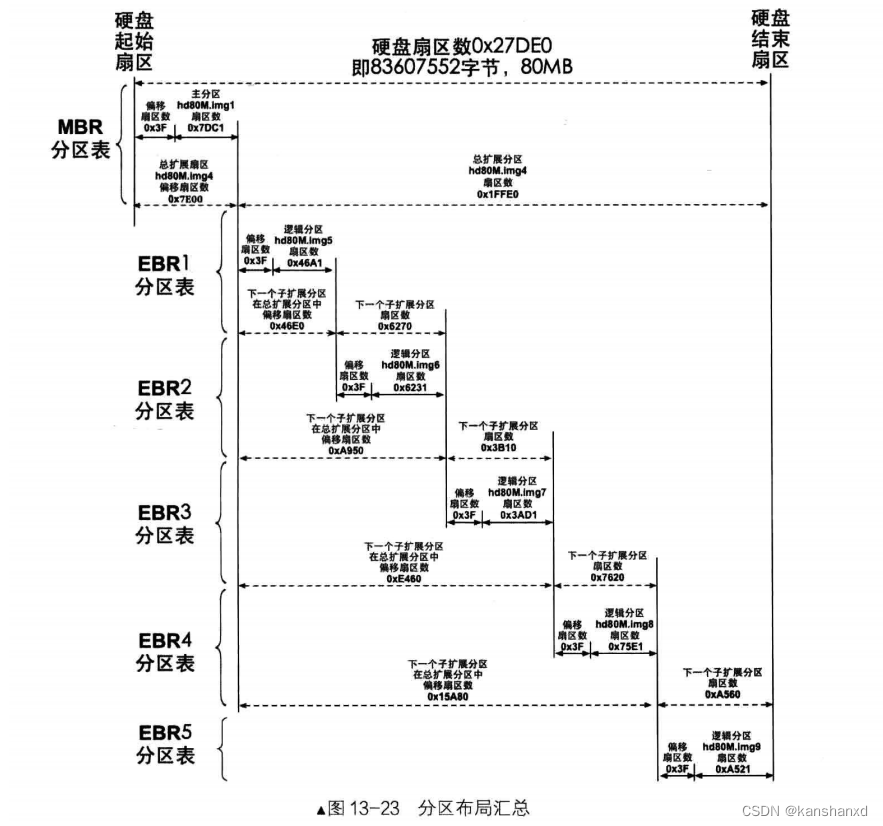 硬盘
起始
扇区
硬盘扇区数0x27DE0
即83607552字节，80MB
硬盘
结束
扇区
MBR
分区表
偏移
扇区数
0x3F
主分区
hd80M.img1
扇区数
0x7DC1
总扩展扇区
hd80M.img4
偏移扇区数
0x7E00
总扩展分区
hd80M.img4
扇区数
0x1FFE0
EBR1
分区表
偏移
扇区数
0x3F
逻辑分区
hd80M.img5
扇区数
0x46A1
下一个子扩展分区
在总扩展分区中
偏移扇区数
0x46E0
下一个子扩展分区
扇区数
0x6270
EBR2
分区表
偏移
扇区数
0x3F
逻辑分区
hd80M.img6
扇区数
0x6231
下一个子扩展分区
在总扩展分区中
偏移扇区数
0xA950
下一个子扩展分区
扇区数
0x3B10
EBR3
分区表
偏移
扇区数
0x3F
逻辑分区
hd80M.img7
扇区数
0x3AD1
下一个子扩展分区
在总扩展分区中
偏移扇区数
0xE460
下一个子扩展分区
扇区数
0x7620
EBR4
分区表
偏移
扇区数
0x3F
逻辑分区
hd80M.img8
扇区数
0x75E1
下一个子扩展分区
在总扩展分区中
偏移扇区数
0x15A80
下一个子扩展分区
扇区数
0xA560
EBR5
分区表
偏移
扇区数
0x3F
逻辑分区
hd80M.img9
扇区数
0xA521
▲图 13-23 分区布局汇总
CSDN @kanshanxd